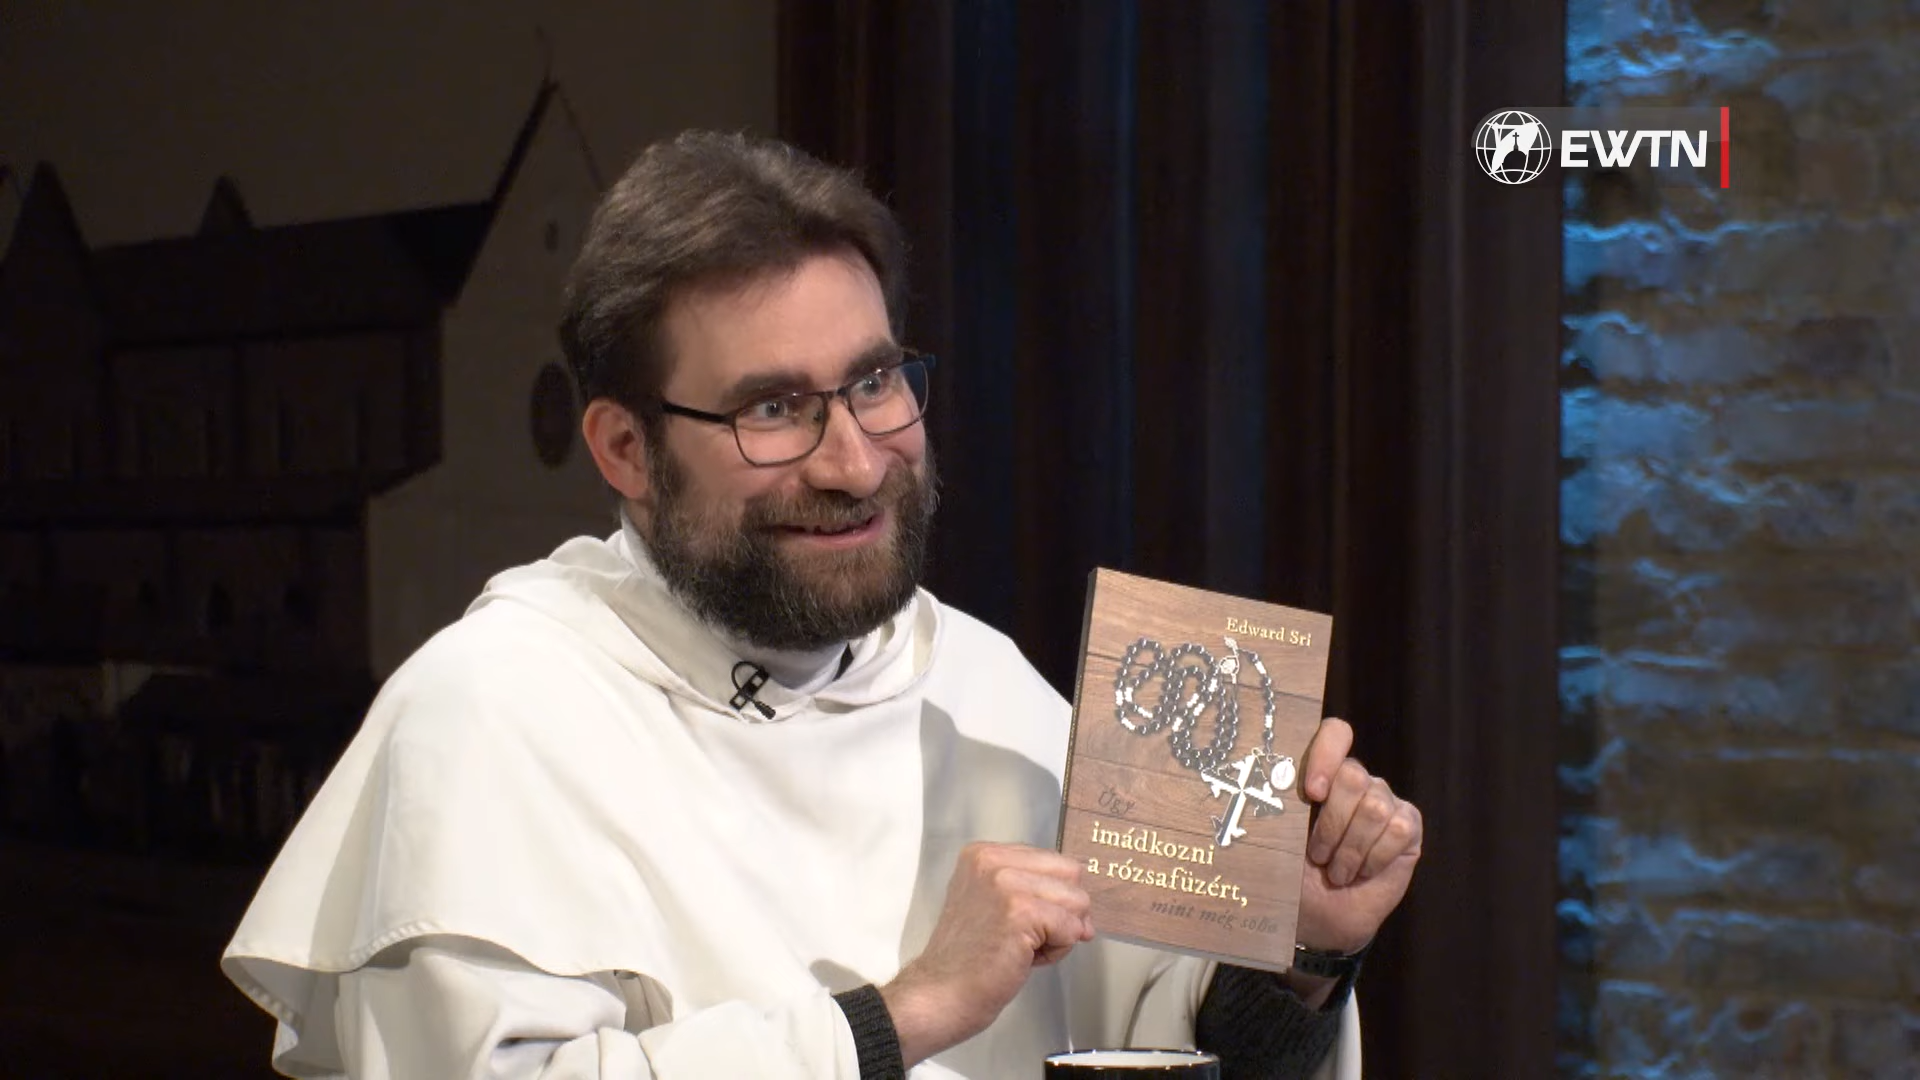 EWTN
Edward Sri
Úgy
imádkozni
a rózsafüzért,
mint még soha